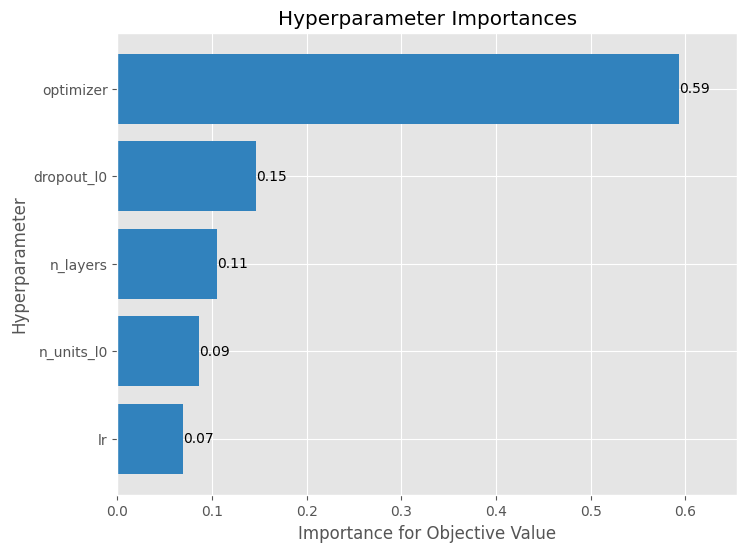 Hyperparameter Importances
Hyperparameter
optimizer 0.59
dropout_l0 0.15
n_layers 0.11
n_units_l0 0.09
lr 0.07
0.0 0.1 0.2 0.3 0.4 0.5 0.6
Importance for Objective Value